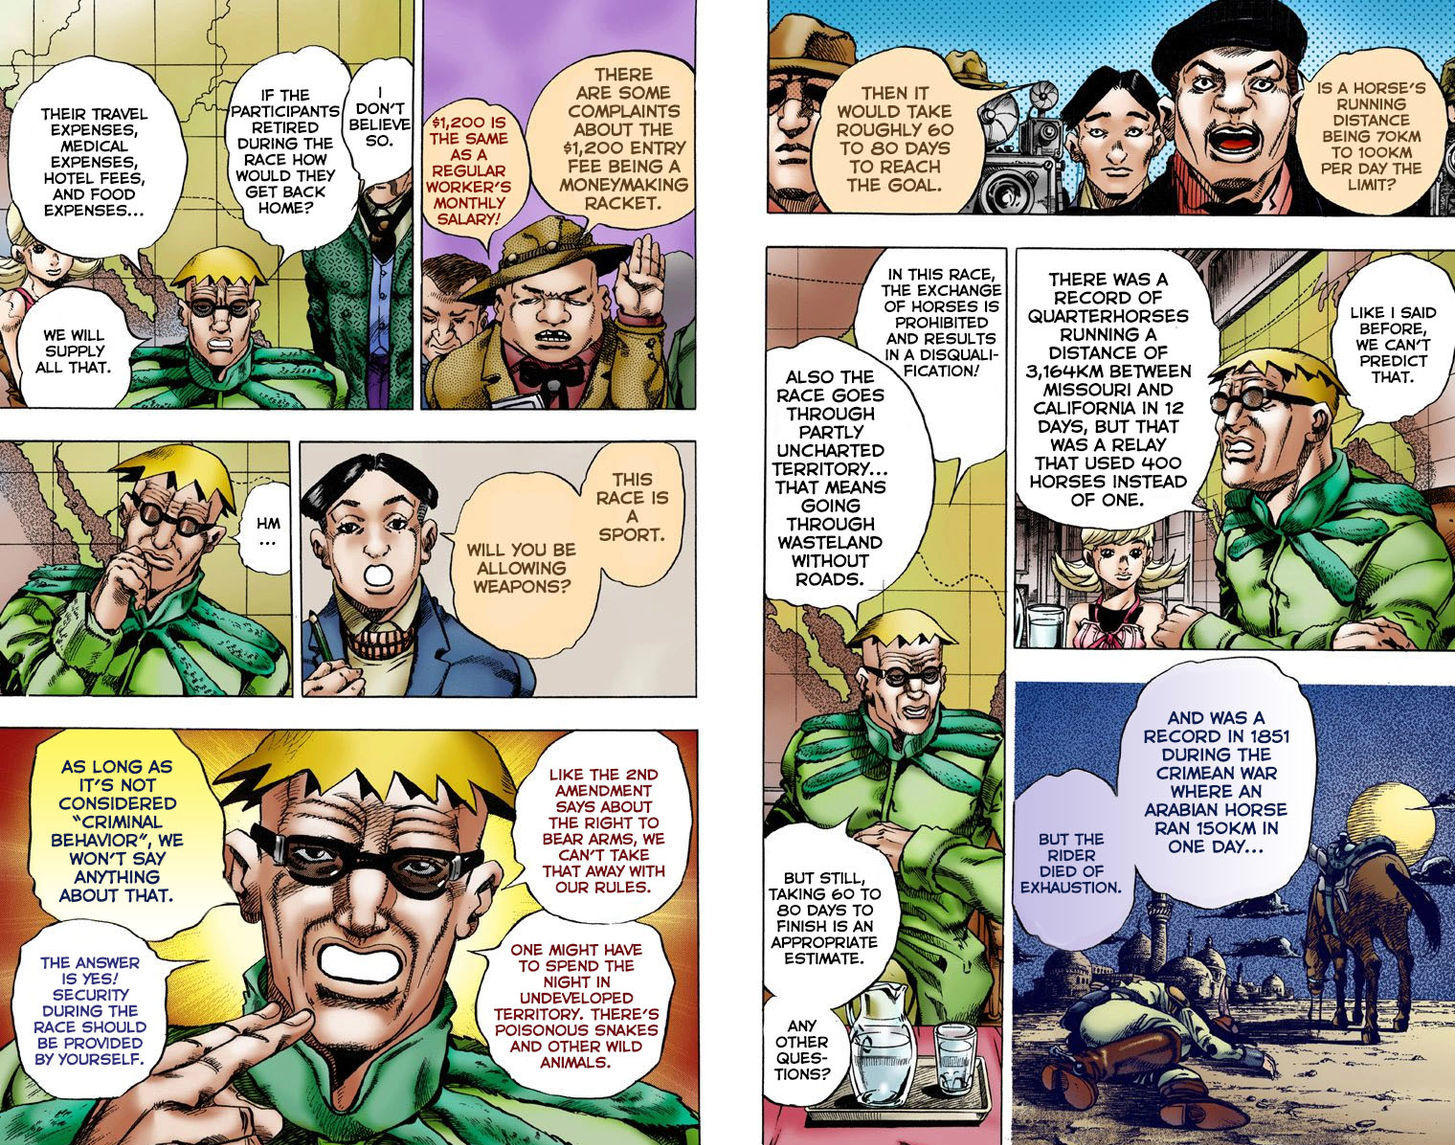 IS A HORSE'S
RUNNING
DISTANCE
BEING 70KM
TO 100KM
PER DAY THE
LIMIT?
THEN IT
WOULD TAKE
ROUGHLY 60
TO 80 DAYS
TO REACH
THE GOAL.
LIKE I SAID
BEFORE,
WE CAN'T
PREDICT
THAT.
THERE WAS A
RECORD OF
QUARTERHORSES
RUNNING A
DISTANCE OF
3,164KM BETWEEN
MISSOURI AND
CALIFORNIA IN 12
DAYS, BUT THAT
WAS A RELAY
THAT USED 400
HORSES INSTEAD
OF ONE.
AND WAS A
RECORD IN 1851
DURING THE
CRIMEAN WAR
WHERE AN
ARABIAN HORSE
RAN 150KM IN
ONE DAY...
BUT THE
RIDER
DIED OF
EXHAUSTION.
IN THIS RACE,
THE EXCHANGE
OF HORSES IS
PROHIBITED
AND RESULTS
IN A DISQUALI-
FICATION!
ALSO THE
RACE GOES
THROUGH
PARTLY
UNCHARTED
TERRITORY...
THAT MEANS
GOING
THROUGH
WASTELAND
WITHOUT
ROADS.
BUT STILL,
TAKING 60 TO
80 DAYS TO
FINISH IS AN
APPROPRIATE
ESTIMATE.
ANY
OTHER
QUES-
TIONS?
THERE
ARE SOME
COMPLAINTS
ABOUT THE
$1,200 ENTRY
FEE BEING A
MONEYMAKING
RACKET.
$1,200 IS
THE SAME
AS A
REGULAR
WORKER'S
MONTHLY
SALARY!
I
DON'T
BELIEVE
SO.
IF THE
PARTICIPANTS
RETIRED
DURING THE
RACE HOW
WOULD THEY
GET BACK
HOME?
THEIR TRAVEL
EXPENSES,
MEDICAL
EXPENSES,
HOTEL FEES,
AND FOOD
EXPENSES...
WE WILL
SUPPLY
ALL THAT.
THIS
RACE IS
A
SPORT.
WILL YOU BE
ALLOWING
WEAPONS?
HM
...
LIKE THE 2ND
AMENDMENT
SAYS ABOUT
THE RIGHT TO
BEAR ARMS, WE
CAN'T TAKE
THAT AWAY WITH
OUR RULES.
ONE MIGHT HAVE
TO SPEND THE
NIGHT IN
UNDEVELOPED
TERRITORY. THERE'S
POISONOUS SNAKES
AND OTHER WILD
ANIMALS.
AS LONG AS
IT'S NOT
CONSIDERED
"CRIMINAL
BEHAVIOR", WE
WON'T SAY
ANYTHING
ABOUT THAT.
THE ANSWER
IS YES!
SECURITY
DURING THE
RACE SHOULD
BE PROVIDED
BY YOURSELF.